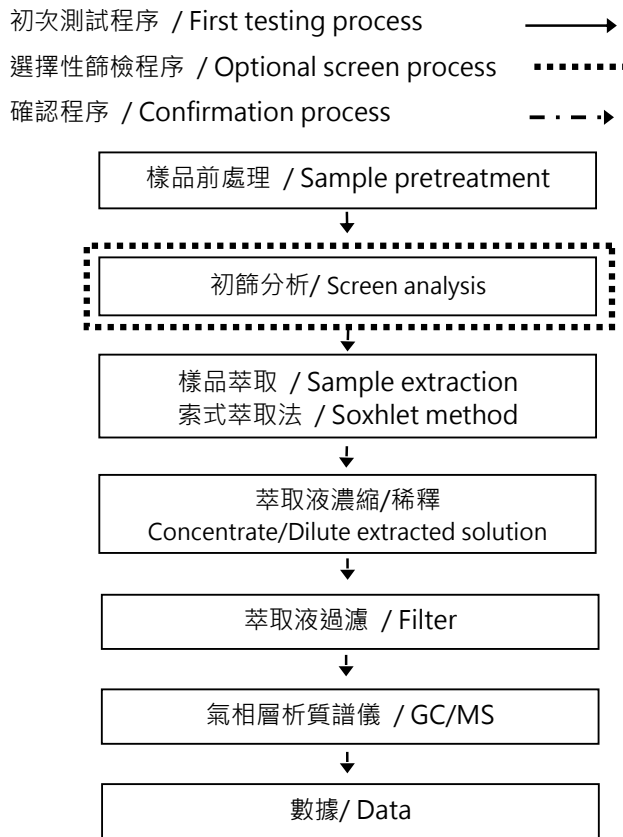 初次測試程序 / First testing process
選擇性篩檢程序 / Optional screen process
確認程序 / Confirmation process
樣品前處理 / Sample pretreatment
初篩分析/ Screen analysis
樣品萃取 / Sample extraction
索式萃取法 / Soxhlet method
萃取液濃縮/稀釋
Concentrate/Dilute extracted solution
萃取液過濾 / Filter
氣相層析質譜儀 / GC/MS
數據/ Data